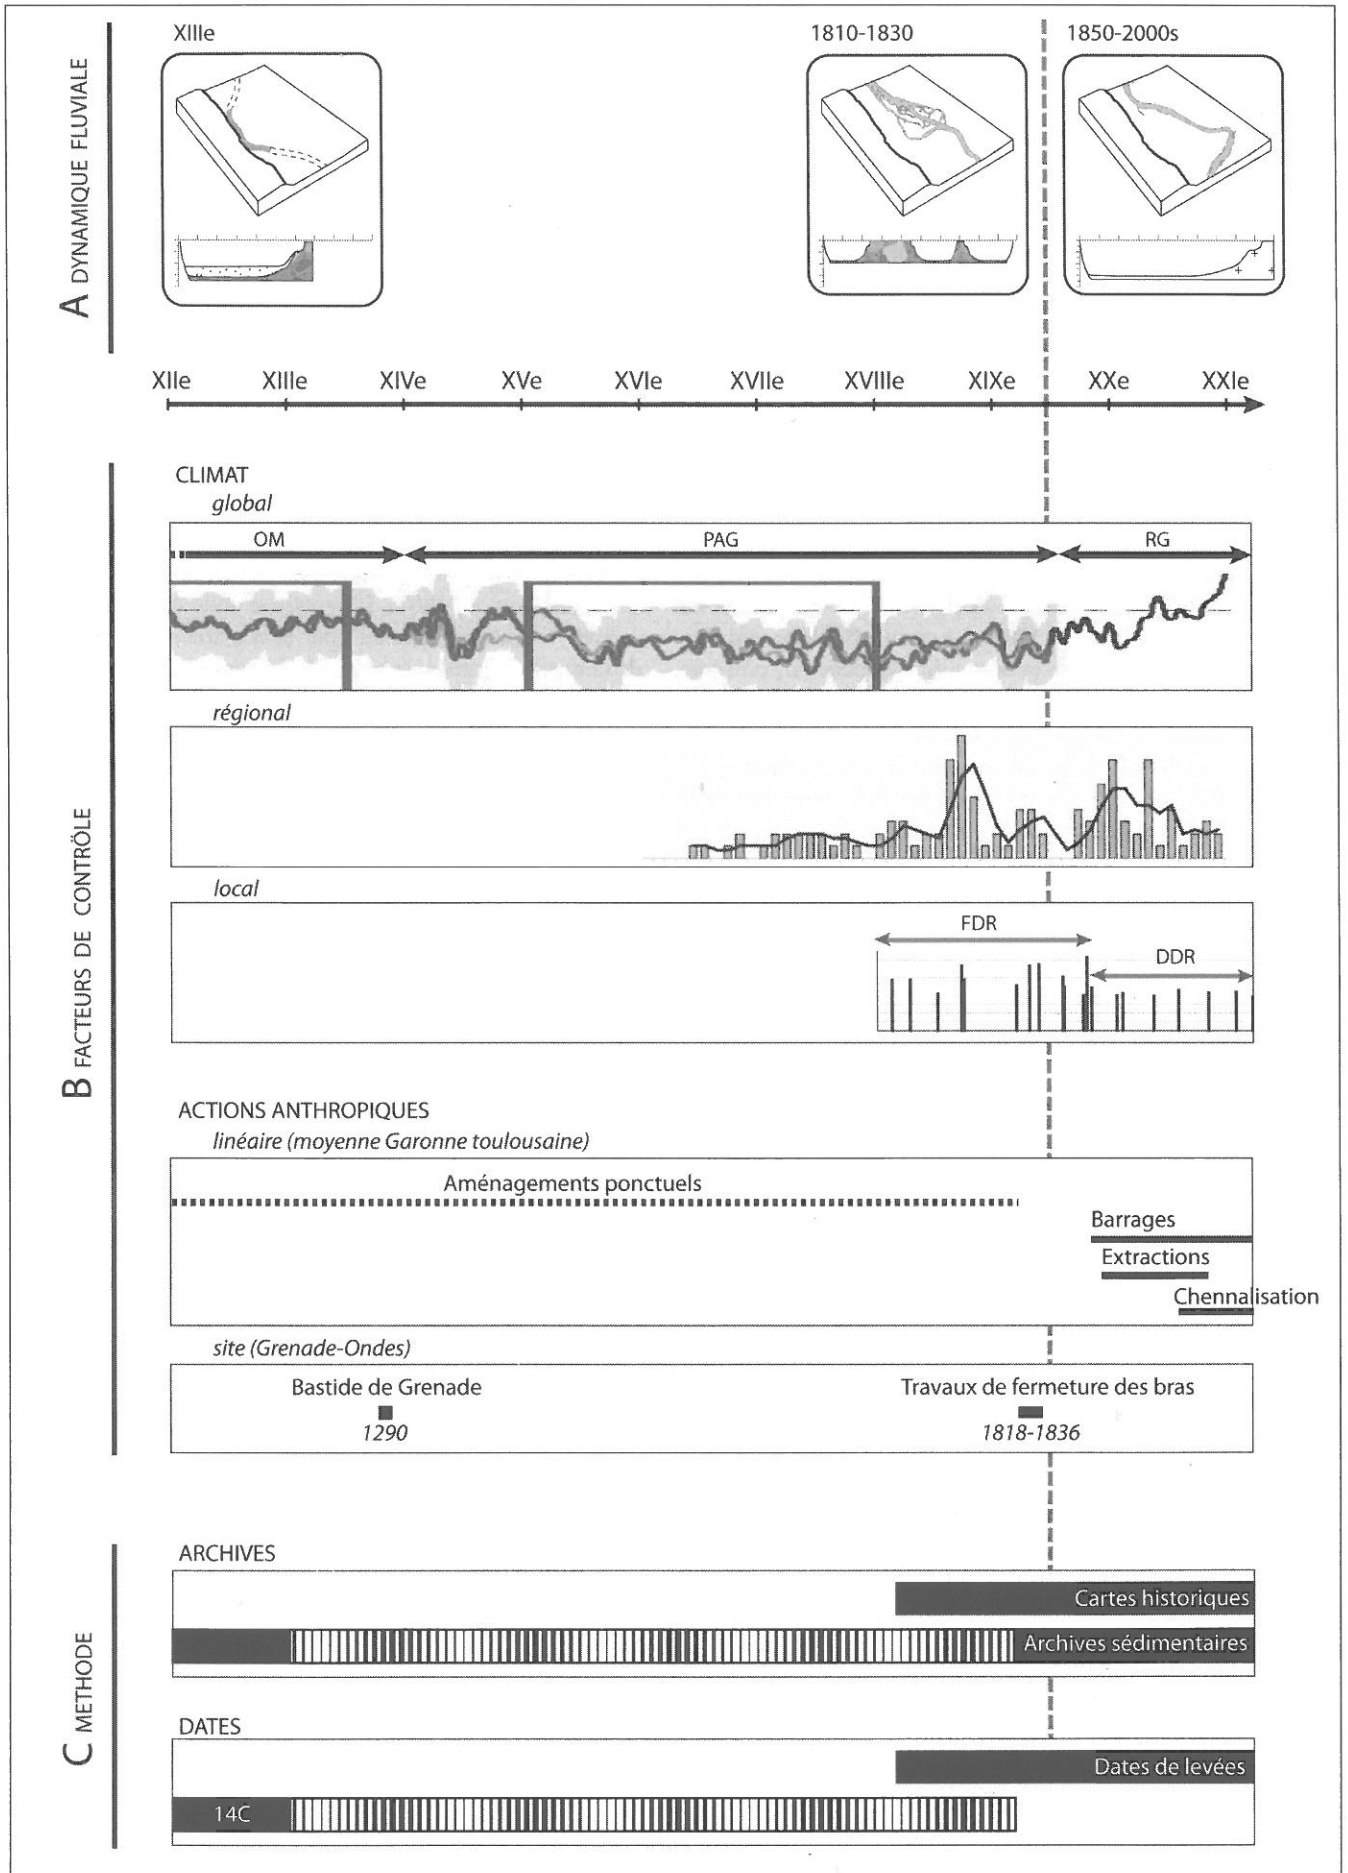 XIIIe
1810-1830
1850-2000s
A DYNAMIQUE FLUVIALE
XIIe XIIIe XIVe XVe XVIe XVIIe XVIIIe XIXe XXe XXIe
B FACTEURS DE CONTRÔLE
CLIMAT
global
OM PAG RG
régional
local
FDR
DDR
ACTIONS ANTHROPIQUES
linéaire (moyenne Garonne toulousaine)
Aménagements ponctuels
Barrages
Extractions
Chennalisation
site (Grenade-Ondes)
Bastide de Grenade
1290
Travaux de fermeture des bras
1818-1836
C METHODE
ARCHIVES
Cartes historiques
Archives sédimentaires
DATES
Dates de levées
14C